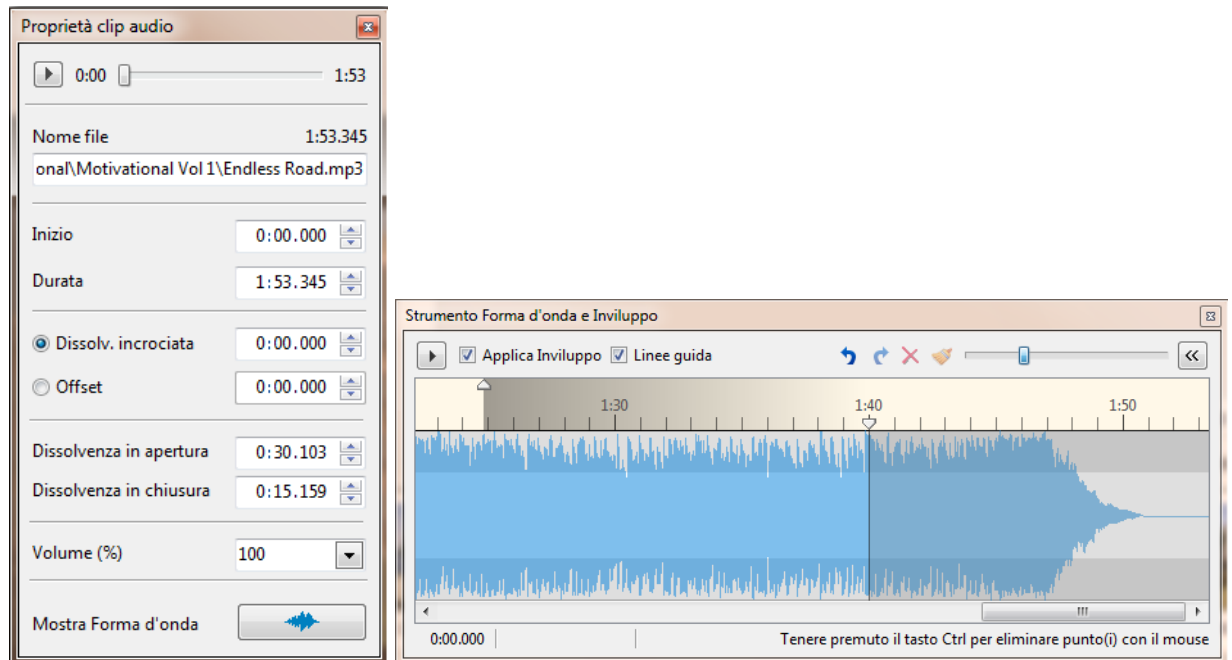 Proprietà clip audio
0:00 1:53
Nome file 1:53.345
onal\Motivational Vol 1\Endless Road.mp3
Inizio 0:00.000
Durata 1:53.345
Dissolv. incrociata 0:00.000
Offset 0:00.000
Dissolvenza in apertura 0:30.103
Dissolvenza in chiusura 0:15.159
Volume (%) 100
Mostra Forma d'onda
Strumento Forma d'onda e Inviluppo
Applica Inviluppo Linee guida
1:30 1:40 1:50
0:00.000 Tenere premuto il tasto Ctrl per eliminare punto(i) con il mouse